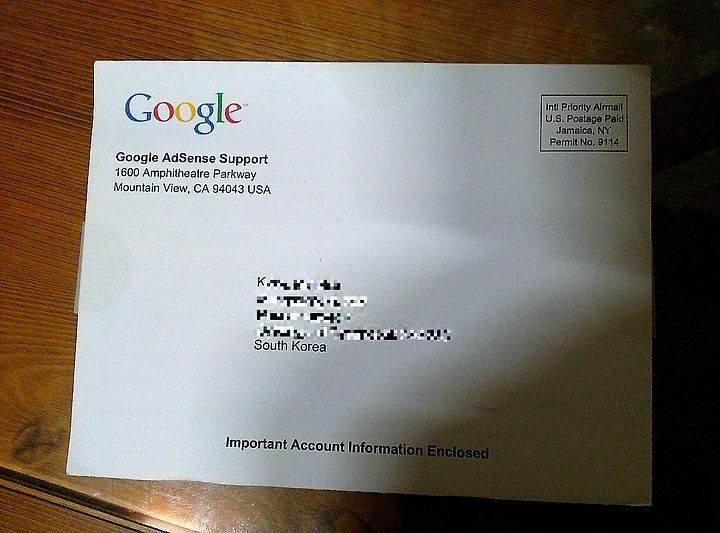 Google™
Google AdSense Support
1600 Amphitheatre Parkway
Mountain View, CA 94043 USA
Intl Priority Airmail
U.S. Postage Paid
Jamaica, NY
Permit No. 9114
South Korea
Important Account Information Enclosed